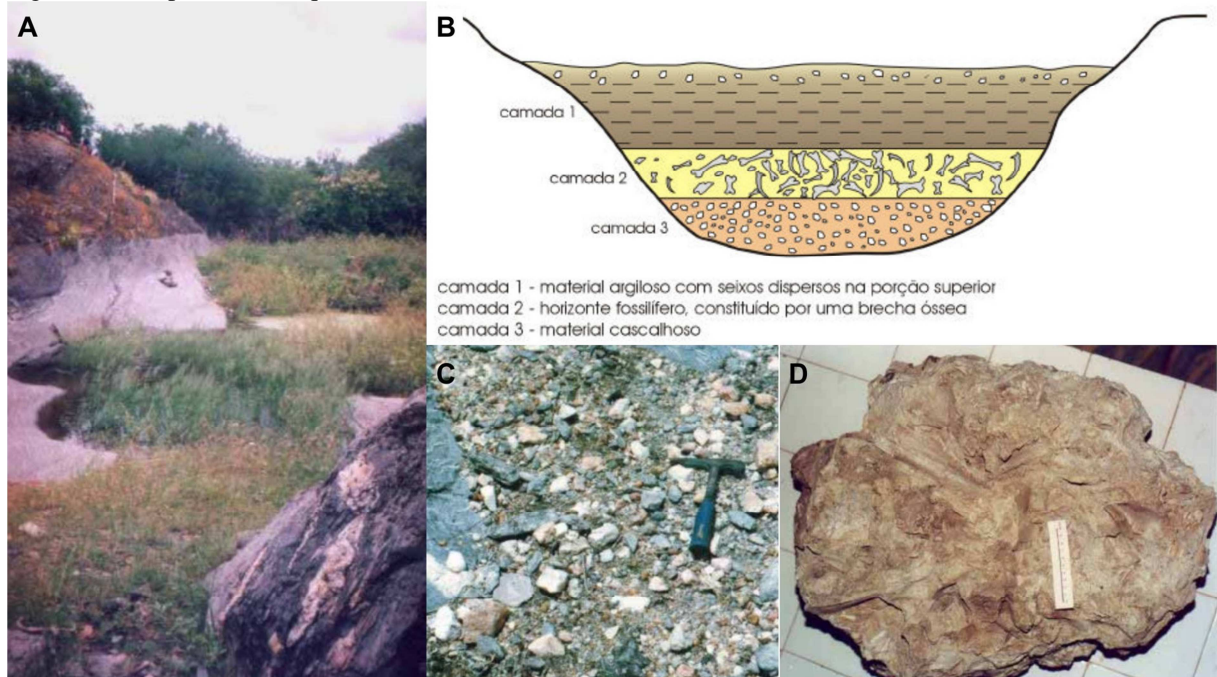 A
B
camada 1
camada 2
camada 3
camada 1 - material argiloso com seixos dispersos na porção superior
camada 2 - horizonte fossilífero, constituído por uma brecha óssea
camada 3 - material cascalhoso
C
D